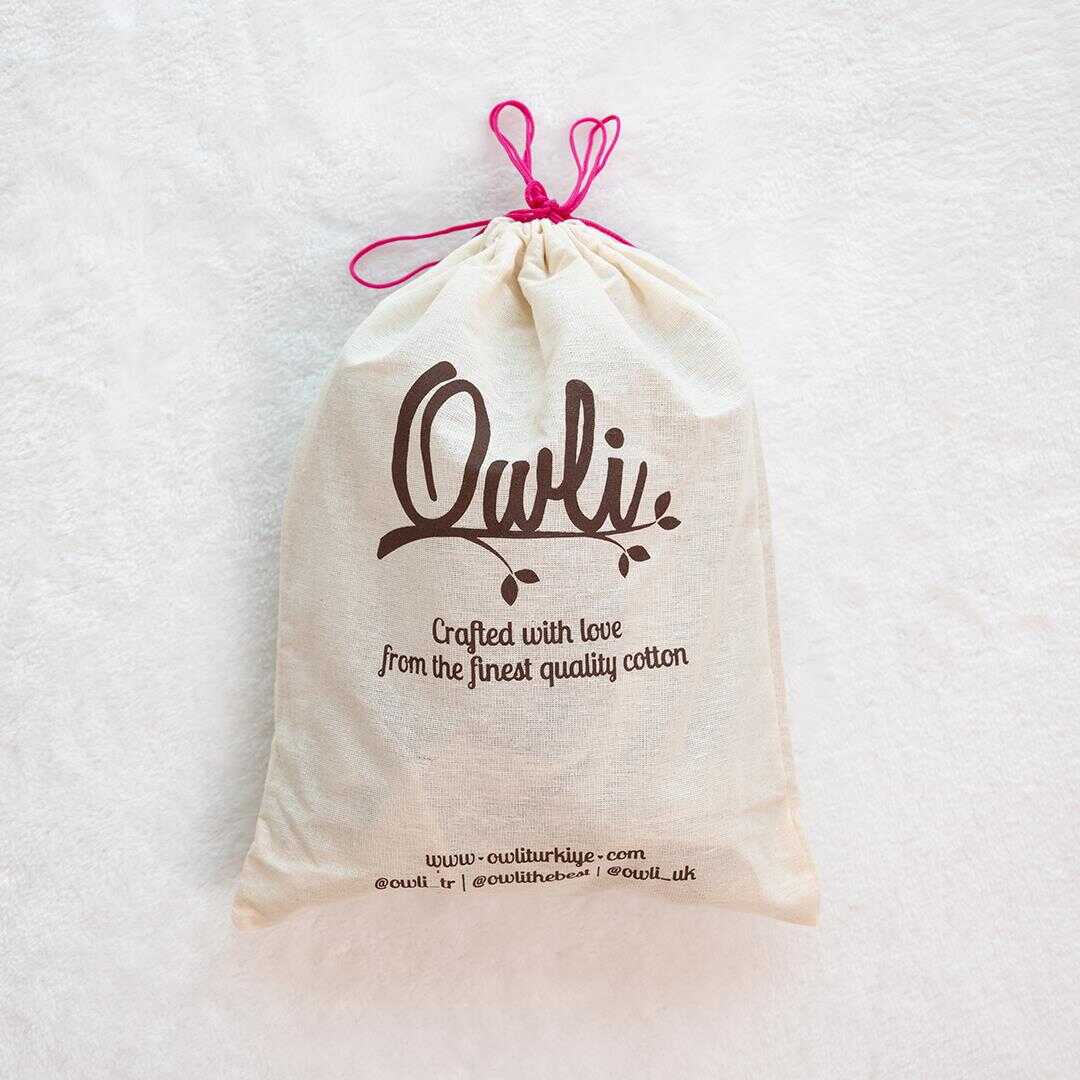 Owli
Crafted with love
from the finest quality cotton
www•owliturkiye•com
@owli_tr | @owlithebest | @owli_uk